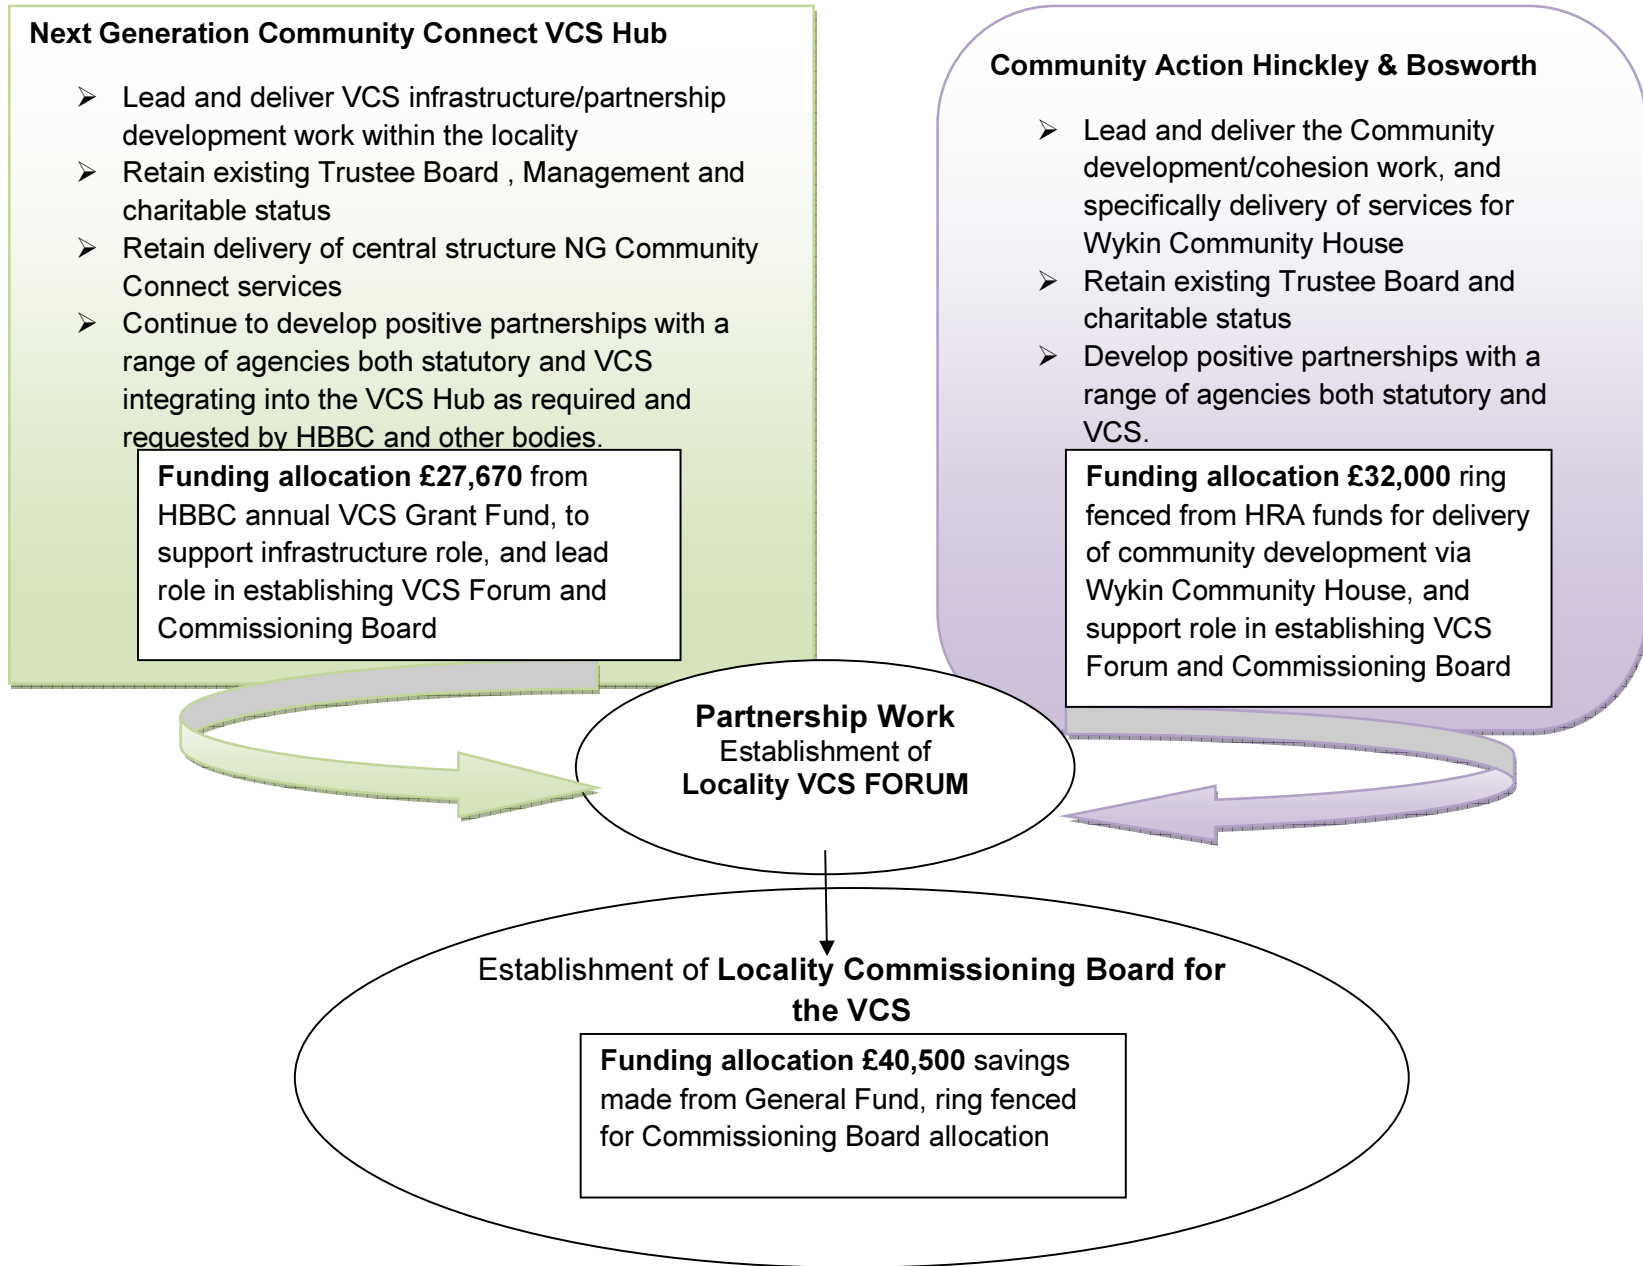 Next Generation Community Connect VCS Hub
➢ Lead and deliver VCS infrastructure/partnership
development work within the locality
➢ Retain existing Trustee Board , Management and
charitable status
➢ Retain delivery of central structure NG Community
Connect services
➢ Continue to develop positive partnerships with a
range of agencies both statutory and VCS
integrating into the VCS Hub as required and
requested by HBBC and other bodies.
Funding allocation £27,670 from
HBBC annual VCS Grant Fund, to
support infrastructure role, and lead
role in establishing VCS Forum and
Commissioning Board
Community Action Hinckley & Bosworth
➢ Lead and deliver the Community
development/cohesion work, and
specifically delivery of services for
Wykin Community House
➢ Retain existing Trustee Board and
charitable status
➢ Develop positive partnerships with a
range of agencies both statutory and
VCS.
Funding allocation £32,000 ring
fenced from HRA funds for delivery
of community development via
Wykin Community House, and
support role in establishing VCS
Forum and Commissioning Board
Partnership Work
Establishment of
Locality VCS FORUM
Establishment of Locality Commissioning Board for
the VCS
Funding allocation £40,500 savings
made from General Fund, ring fenced
for Commissioning Board allocation